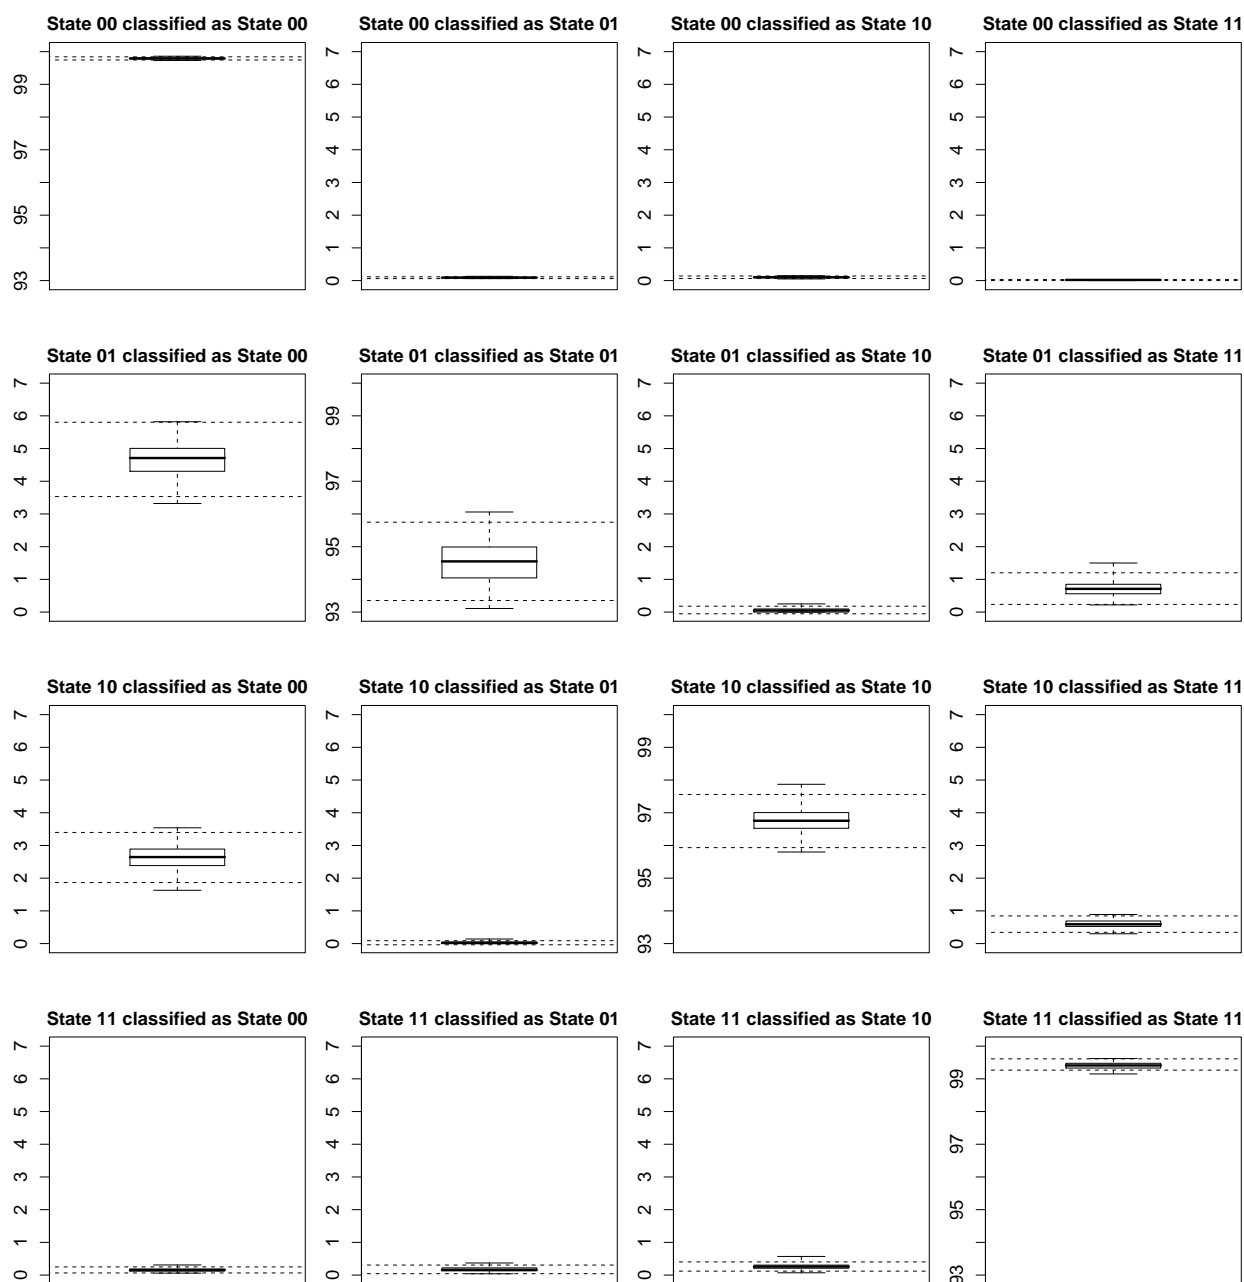 State 00 classified as State 00 State 00 classified as State 01 State 00 classified as State 10 State 00 classified as State 11
99 7 7 7
6 6 6
97 5 5 5
4 4 4
95 3 3 3
2 2 2
93 1 1 1
0 0 0
State 01 classified as State 00 State 01 classified as State 01 State 01 classified as State 10 State 01 classified as State 11
7 99 7 7
6 6 6
5 97 5 5
4 4 4
3 95 3 3
2 2 2
1 93 1 1
0 0 0
State 10 classified as State 00 State 10 classified as State 01 State 10 classified as State 10 State 10 classified as State 11
7 7 99 7
6 6 6
5 5 97 5
4 4 4
3 3 95 3
2 2 2
1 1 93 1
0 0 0
State 11 classified as State 00 State 11 classified as State 01 State 11 classified as State 10 State 11 classified as State 11
7 7 7 99
6 6 6
5 5 5 97
4 4 4
3 3 3 95
2 2 2
1 1 1 93
0 0 0